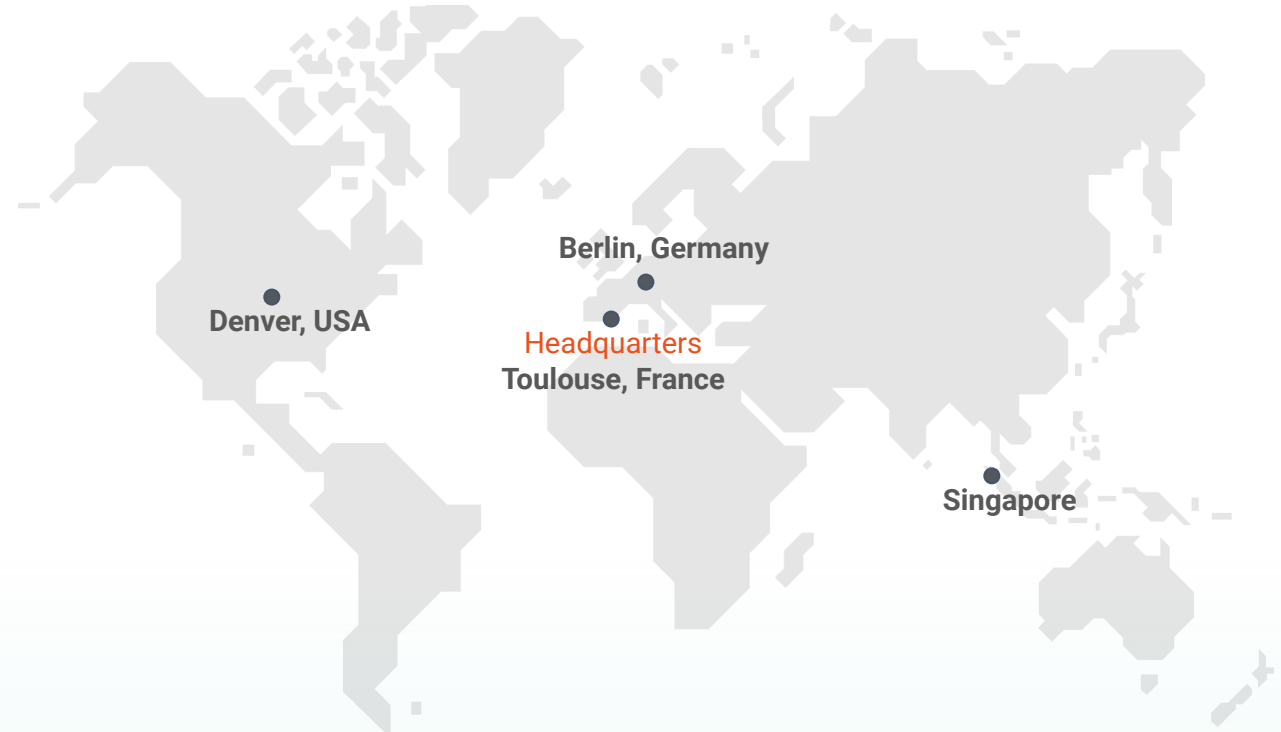 Berlin, Germany
Denver, USA
Headquarters
Toulouse, France
Singapore